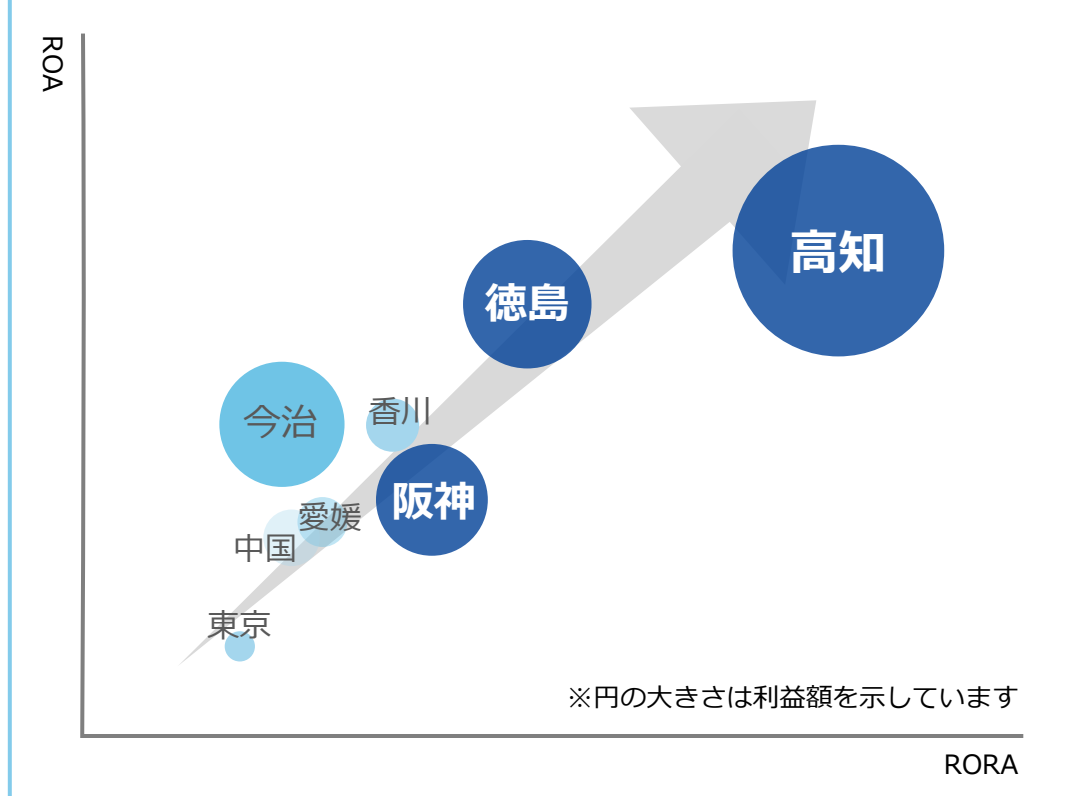 ROA
高知
徳島
香川
今治
阪神
愛媛
中国
東京
※円の大きさは利益額を示しています
RORA